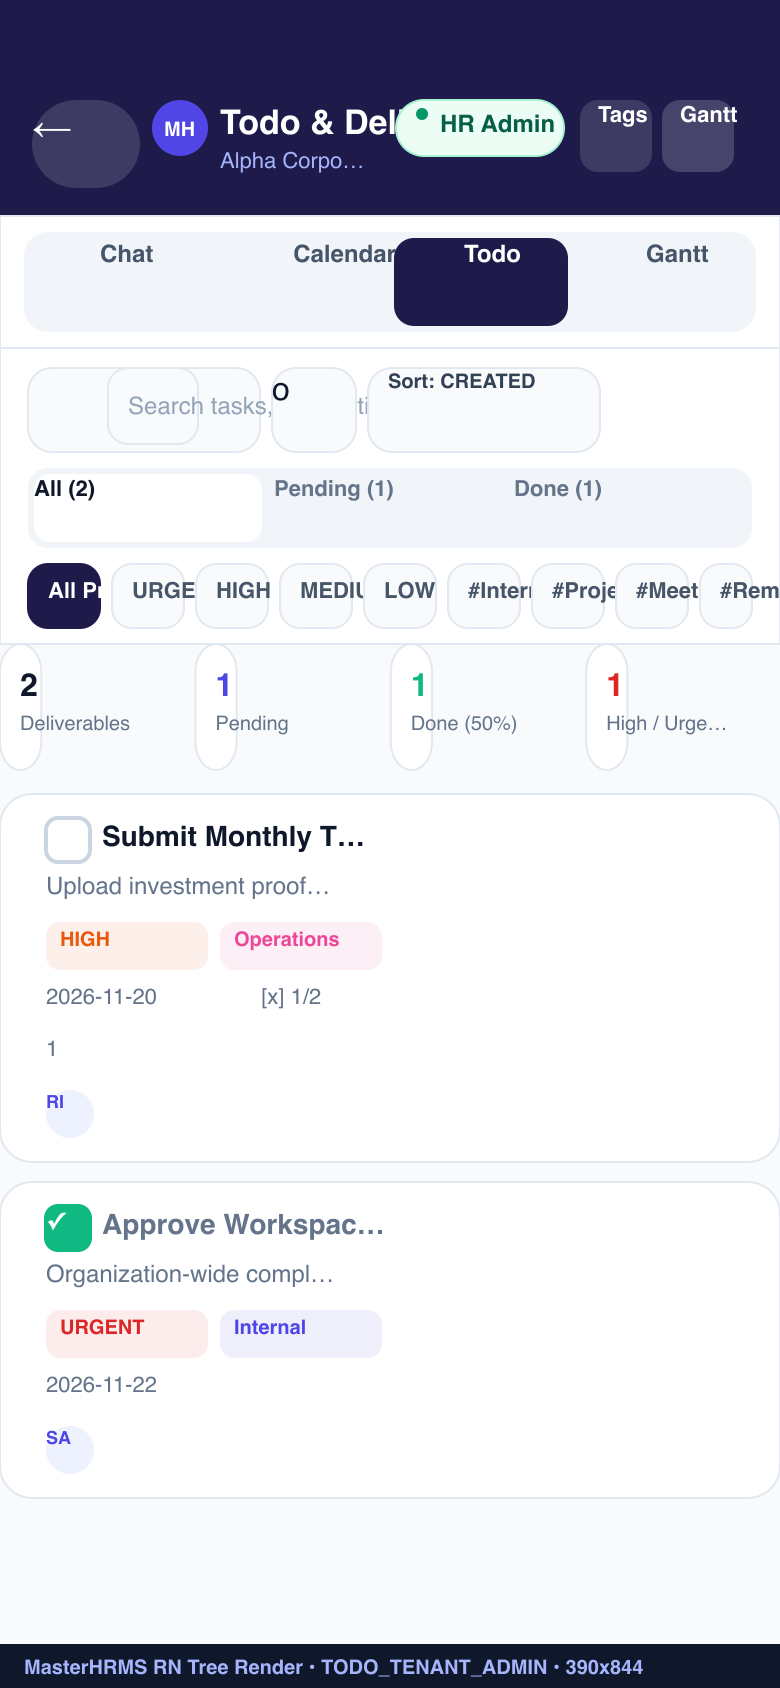 ←
MH
Todo & Del
HR Admin
Tags
Gantt
Alpha Corpo…
Chat
Calendar
Todo
Gantt
Search tasks,
O
ti
Sort: CREATED
All (2)
Pending (1)
Done (1)
All Pr
URGE
HIGH
MEDIU
LOW
#Intern
#Proje
#Meet
#Rem
2
1
1
1
Deliverables
Pending
Done (50%)
High / Urge…
Submit Monthly T…
Upload investment proof…
HIGH
Operations
2026-11-20
[x] 1/2
1
RI
✓
Approve Workspac…
Organization-wide compl…
URGENT
Internal
2026-11-22
SA
MasterHRMS RN Tree Render • TODO_TENANT_ADMIN • 390x844